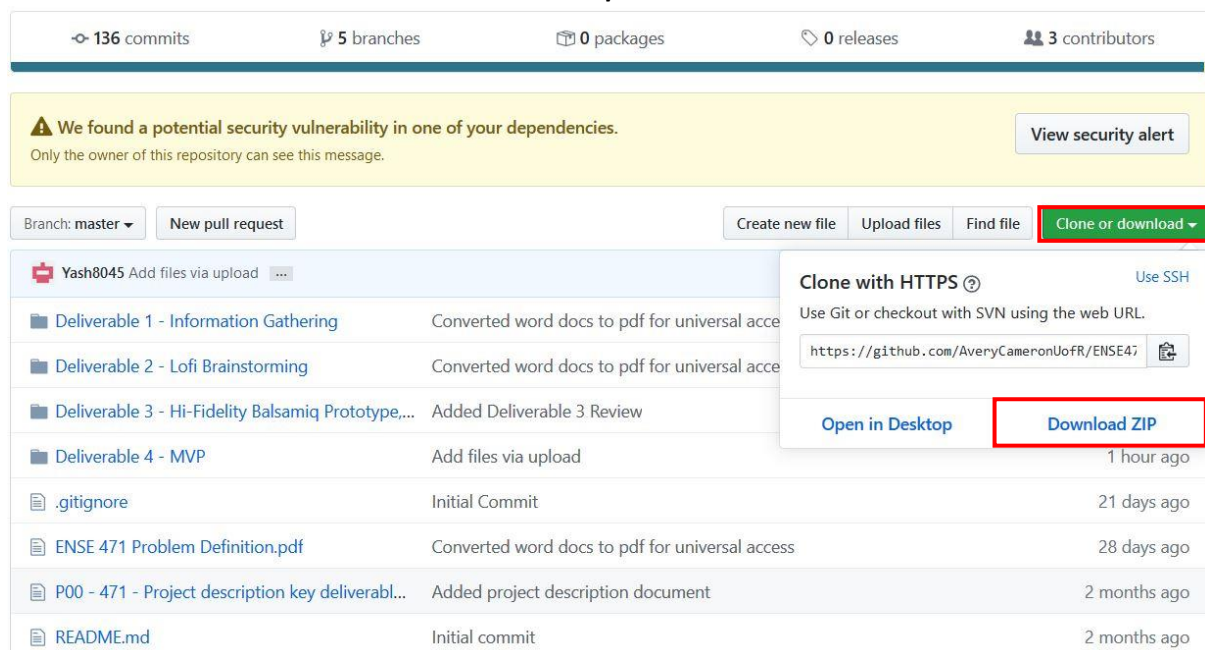 136 commits 5 branches 0 packages 0 releases 3 contributors
We found a potential security vulnerability in one of your dependencies.
Only the owner of this repository can see this message.
View security alert
Branch: master New pull request Create new file Upload files Find file Clone or download
Yash8045 Add files via upload ...
Clone with HTTPS Use SSH
Use Git or checkout with SVN using the web URL.
https://github.com/AveryCameronUofR/ENSE47
Open in Desktop Download ZIP
Deliverable 1 - Information Gathering Converted word docs to pdf for universal acce
Deliverable 2 - Lofi Brainstorming Converted word docs to pdf for universal acce
Deliverable 3 - Hi-Fidelity Balsamiq Prototype,... Added Deliverable 3 Review
Deliverable 4 - MVP Add files via upload 1 hour ago
.gitignore Initial Commit 21 days ago
ENSE 471 Problem Definition.pdf Converted word docs to pdf for universal access 28 days ago
P00 - 471 - Project description key deliverabl... Added project description document 2 months ago
README.md Initial commit 2 months ago